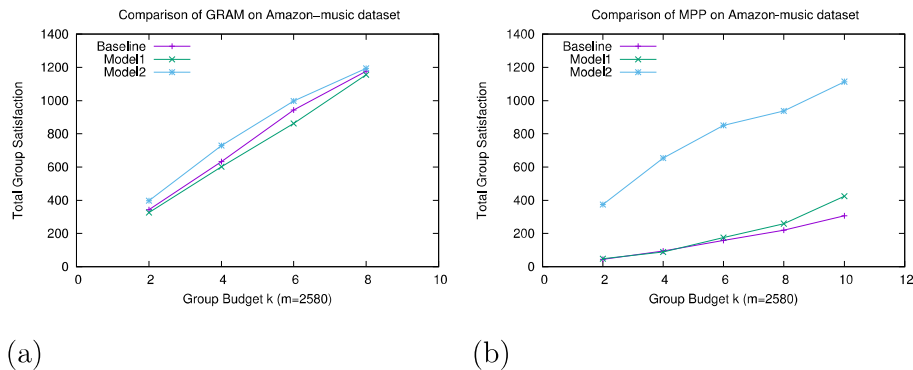 Comparison of GRAM on Amazon-music dataset
1400
1200
1000
800
600
400
200
0
Total Group Satisfaction
Baseline
Model1
Model2
0 2 4 6 8 10
Group Budget k (m=2580)
(a)
Comparison of MPP on Amazon-music dataset
1400
1200
1000
800
600
400
200
0
Total Group Satisfaction
Baseline
Model1
Model2
0 2 4 6 8 10 12
Group Budget k (m=2580)
(b)